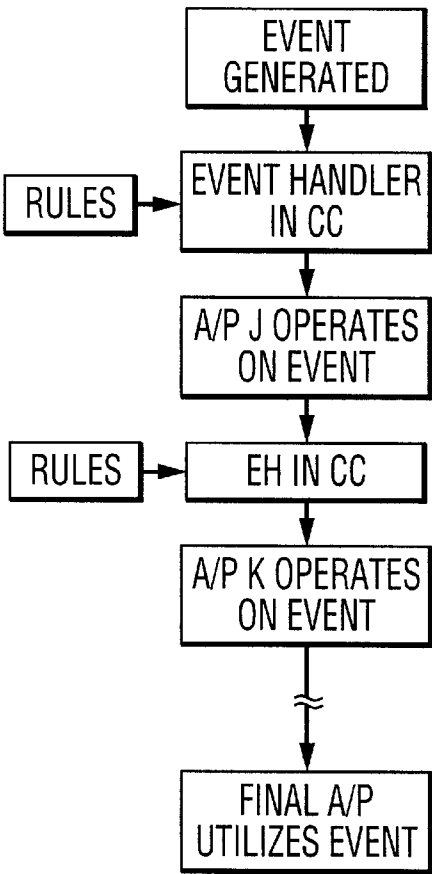 EVENT
GENERATED
RULES
EVENT HANDLER
IN CC
A/P J OPERATES
ON EVENT
RULES
EH IN CC
A/P K OPERATES
ON EVENT
FINAL A/P
UTILIZES EVENT